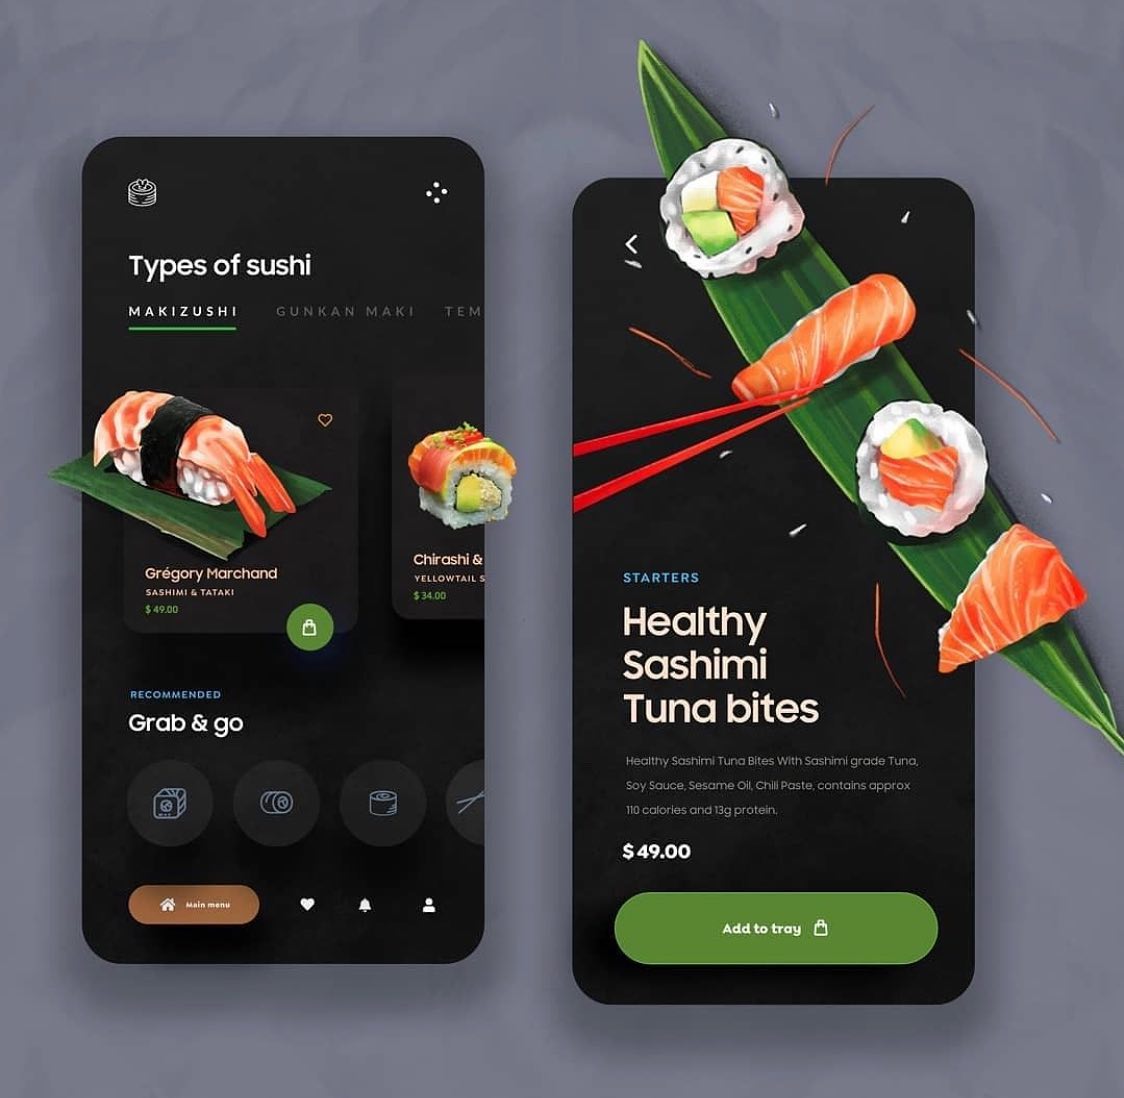 Types of sushi
MAKIZUSHI GUNKAN MAKI TEM
Grégory Marchand
SASHIMI & TATAKI
$ 49.00
Chirashi &
YELLOWTAIL S
$ 34.00
RECOMMENDED
Grab & go
Main menu
STARTERS
Healthy
Sashimi
Tuna bites
Healthy Sashimi Tuna Bites With Sashimi grade Tuna,
Soy Sauce, Sesame Oil, Chili Paste, contains approx
110 calories and 13g protein.
$ 49.00
Add to tray